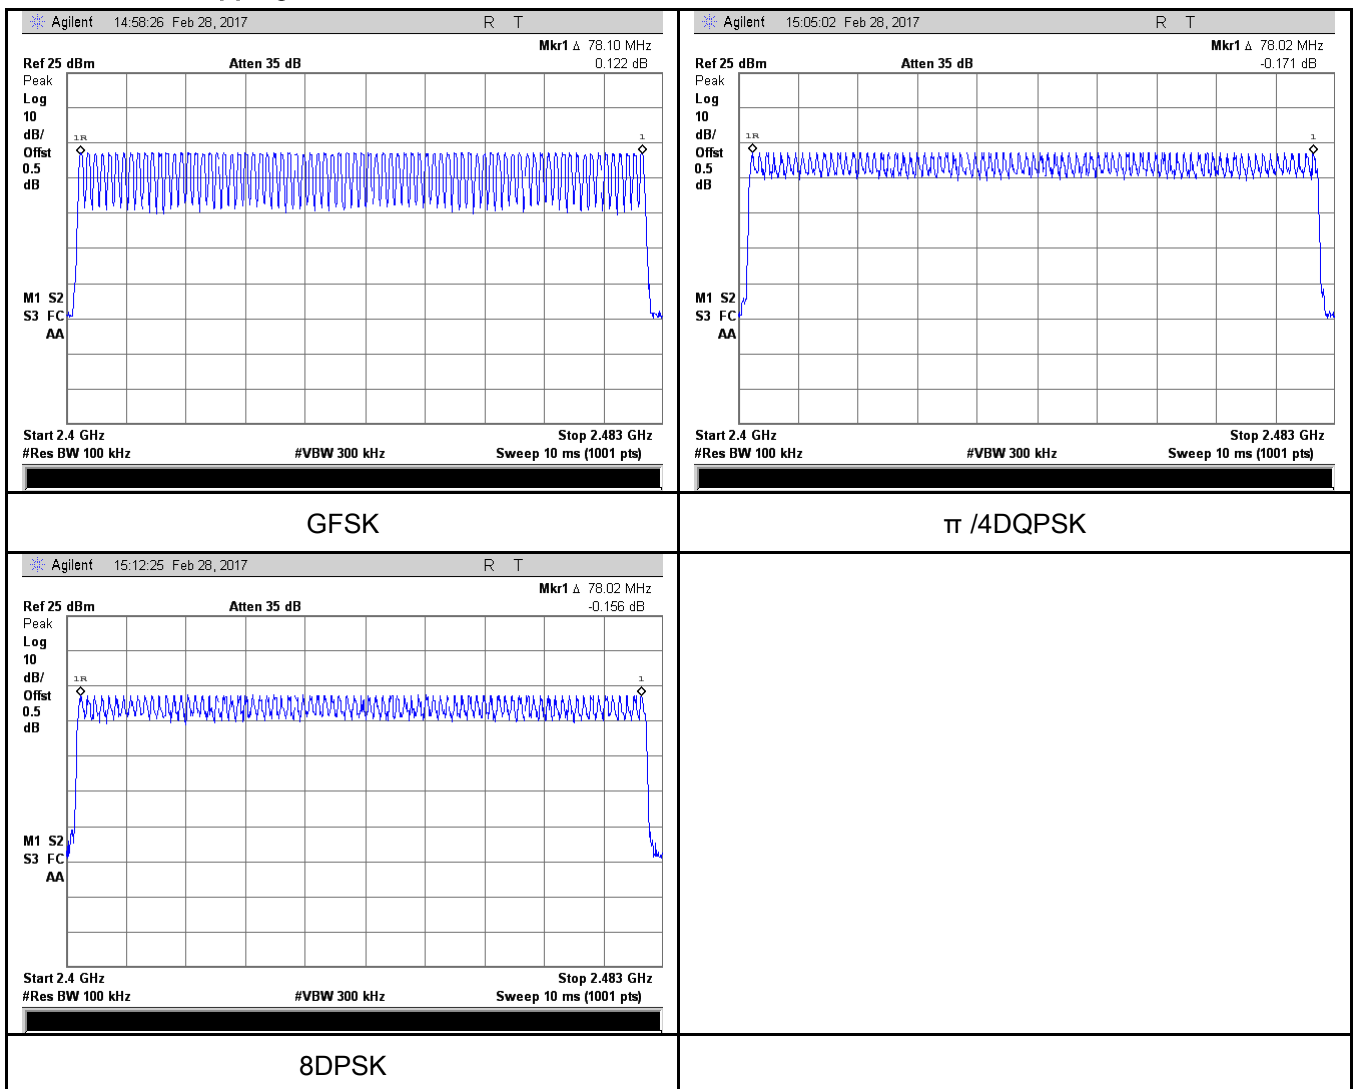 Agilent 14:58:26 Feb 28, 2017 R T
Mkr1 Δ 78.10 MHz
Ref 25 dBm Atten 35 dB 0.122 dB
Peak
Log
10
dB/
Offst
0.5
dB
1R
1
M1 S2
S3 FC
AA
Start 2.4 GHz Stop 2.483 GHz
#Res BW 100 kHz #VBW 300 kHz Sweep 10 ms (1001 pts)
GFSK
Agilent 15:05:02 Feb 28, 2017 R T
Mkr1 Δ 78.02 MHz
Ref 25 dBm Atten 35 dB -0.171 dB
Peak
Log
10
dB/
Offst
0.5
dB
1R
1
M1 S2
S3 FC
AA
Start 2.4 GHz Stop 2.483 GHz
#Res BW 100 kHz #VBW 300 kHz Sweep 10 ms (1001 pts)
π /4DQPSK
Agilent 15:12:25 Feb 28, 2017 R T
Mkr1 Δ 78.02 MHz
Ref 25 dBm Atten 35 dB -0.156 dB
Peak
Log
10
dB/
Offst
0.5
dB
1R
1
M1 S2
S3 FC
AA
Start 2.4 GHz Stop 2.483 GHz
#Res BW 100 kHz #VBW 300 kHz Sweep 10 ms (1001 pts)
8DPSK